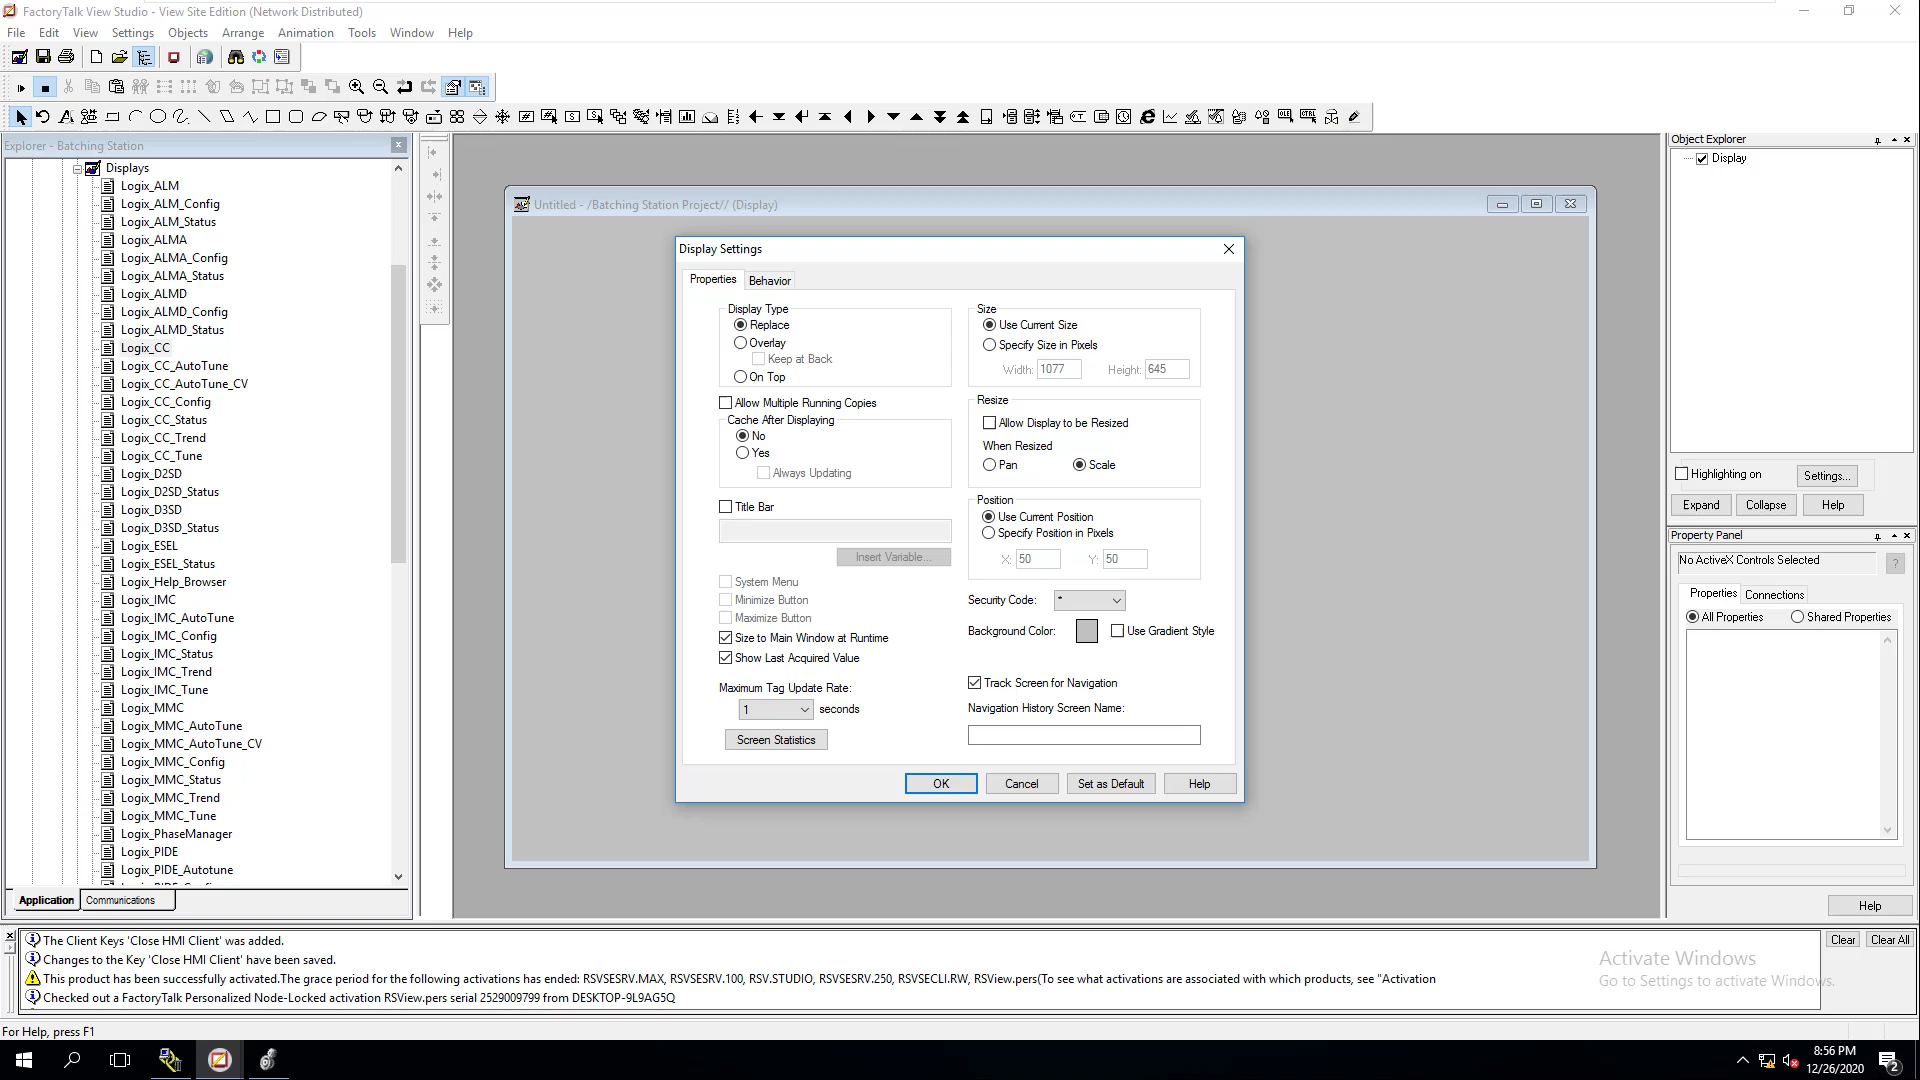 FactoryTalk View Studio - View Site Edition (Network Distributed)
File Edit View Settings Objects Arrange Animation Tools Window Help
Explorer - Batching Station
Displays
Logix_ALM
Logix_ALM_Config
Logix_ALM_Status
Logix_ALMA
Logix_ALMA_Config
Logix_ALMA_Status
Logix_ALMD
Logix_ALMD_Config
Logix_ALMD_Status
Logix_CC
Logix_CC_AutoTune
Logix_CC_AutoTune_CV
Logix_CC_Config
Logix_CC_Status
Logix_CC_Trend
Logix_CC_Tune
Logix_D2SD
Logix_D2SD_Status
Logix_D3SD
Logix_D3SD_Status
Logix_ESEL
Logix_ESEL_Status
Logix_Help_Browser
Logix_IMC
Logix_IMC_AutoTune
Logix_IMC_Config
Logix_IMC_Status
Logix_IMC_Trend
Logix_IMC_Tune
Logix_MMC
Logix_MMC_AutoTune
Logix_MMC_AutoTune_CV
Logix_MMC_Config
Logix_MMC_Status
Logix_MMC_Trend
Logix_MMC_Tune
Logix_PhaseManager
Logix_PIDE
Logix_PIDE_Autotune
Application Communications
Untitled - /Batching Station Project// (Display)
Display Settings
Properties Behavior
Display Type
Replace
Overlay
Keep at Back
On Top
Allow Multiple Running Copies
Cache After Displaying
No
Yes
Always Updating
Title Bar
Insert Variable...
System Menu
Minimize Button
Maximize Button
Size to Main Window at Runtime
Show Last Acquired Value
Maximum Tag Update Rate:
1 seconds
Screen Statistics
Size
Use Current Size
Specify Size in Pixels
Width: 1077 Height: 645
Resize
Allow Display to be Resized
When Resized
Pan Scale
Position
Use Current Position
Specify Position in Pixels
X: 50 Y: 50
Security Code: *
Background Color: Use Gradient Style
Track Screen for Navigation
Navigation History Screen Name:
OK Cancel Set as Default Help
Object Explorer
Display
Highlighting on Settings...
Expand Collapse Help
Property Panel
No ActiveX Controls Selected ?
Properties Connections
All Properties Shared Properties
Help
The Client Keys 'Close HMI Client' was added.
Changes to the Key 'Close HMI Client' have been saved.
This product has been successfully activated.The grace period for the following activations has ended: RSVSESRV.MAX, RSVSESRV.100, RSV.STUDIO, RSVSESRV.250, RSVSECLI.RW, RSView.pers(To see what activations are associated with which products, see "Activation
Checked out a FactoryTalk Personalized Node-Locked activation RSView.pers serial 2529009799 from DESKTOP-9L9AG5Q
Clear Clear All
Activate Windows
Go to Settings to activate Windows.
For Help, press F1
8:56 PM
12/26/2020
2